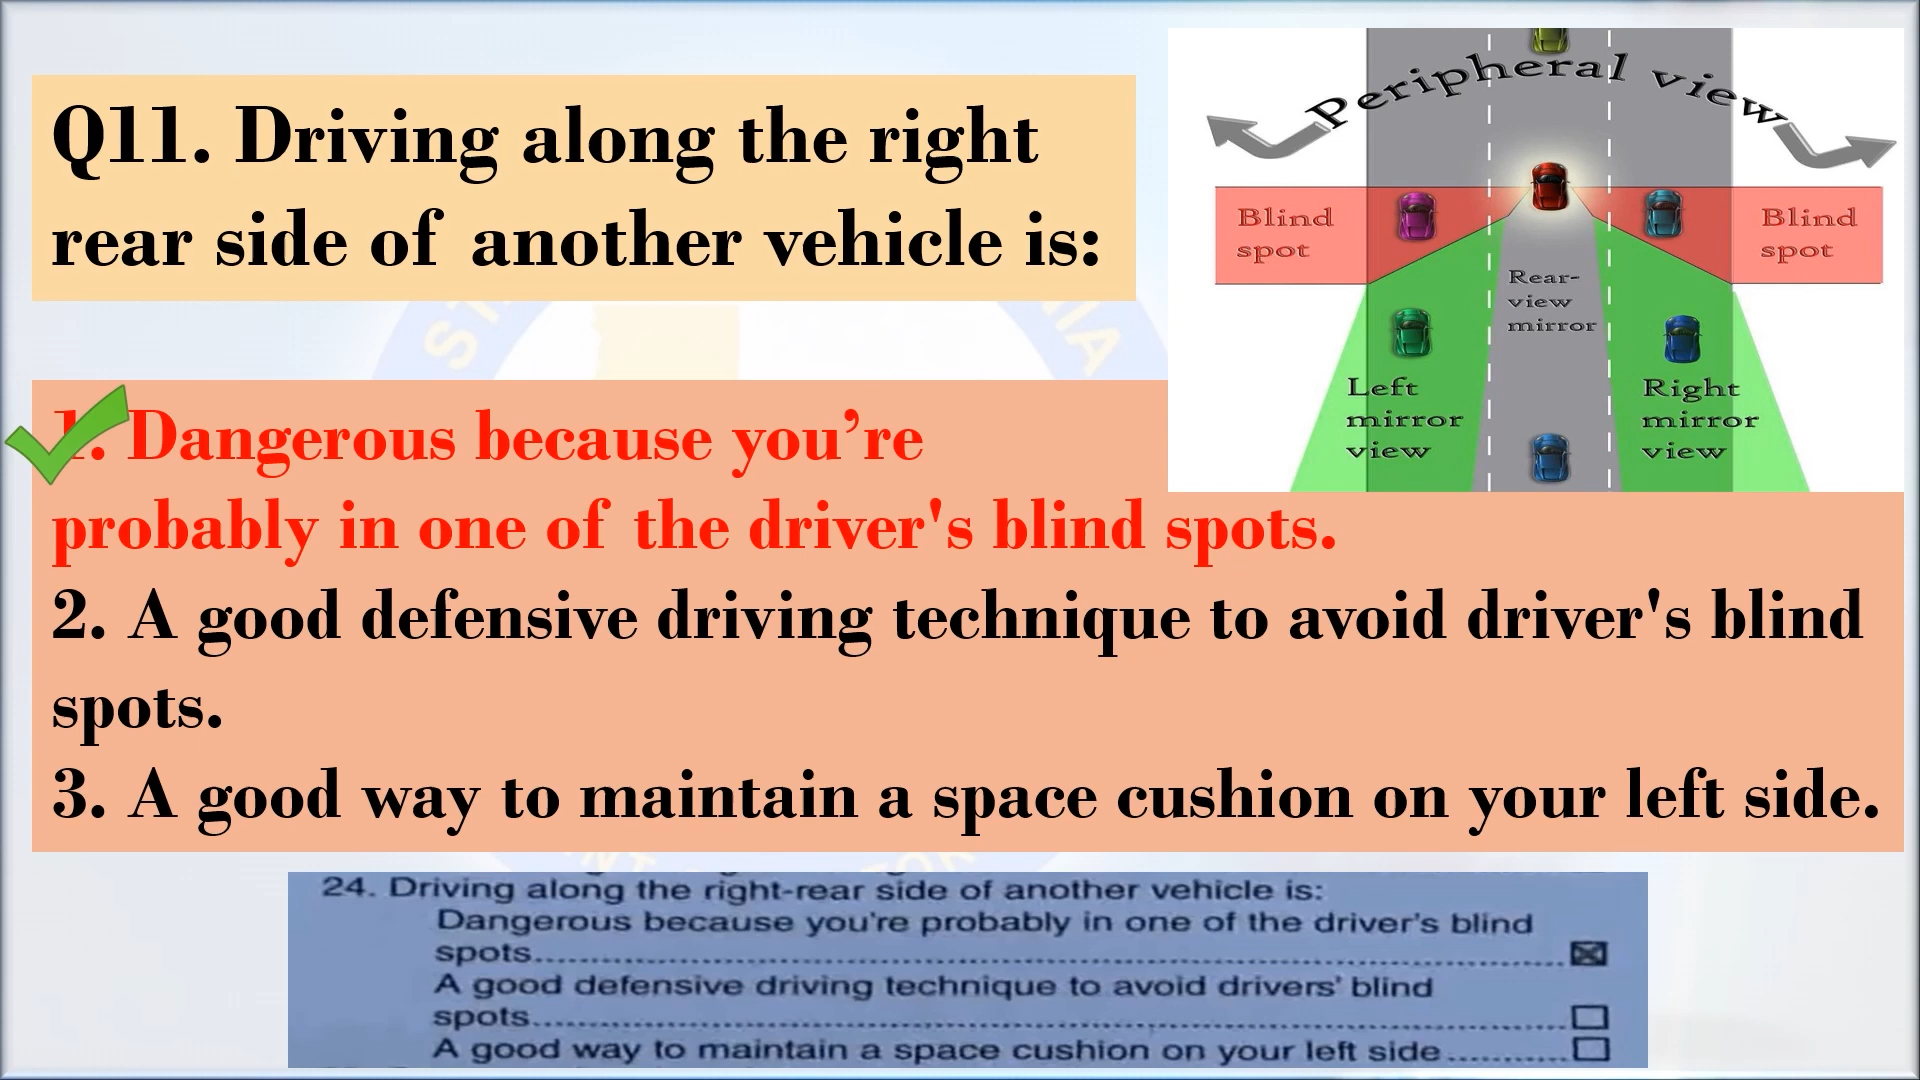 Q11. Driving along the right
rear side of another vehicle is:
Peripheral view
Blind
spot
Blind
spot
Rear-
view
mirror
Left
mirror
view
Right
mirror
view
1. Dangerous because you’re
probably in one of the driver's blind spots.
2. A good defensive driving technique to avoid driver's blind
spots.
3. A good way to maintain a space cushion on your left side.
24. Driving along the right-rear side of another vehicle is:
Dangerous because you're probably in one of the driver's blind
spots
A good defensive driving technique to avoid drivers' blind
spots
A good way to maintain a space cushion on your left side